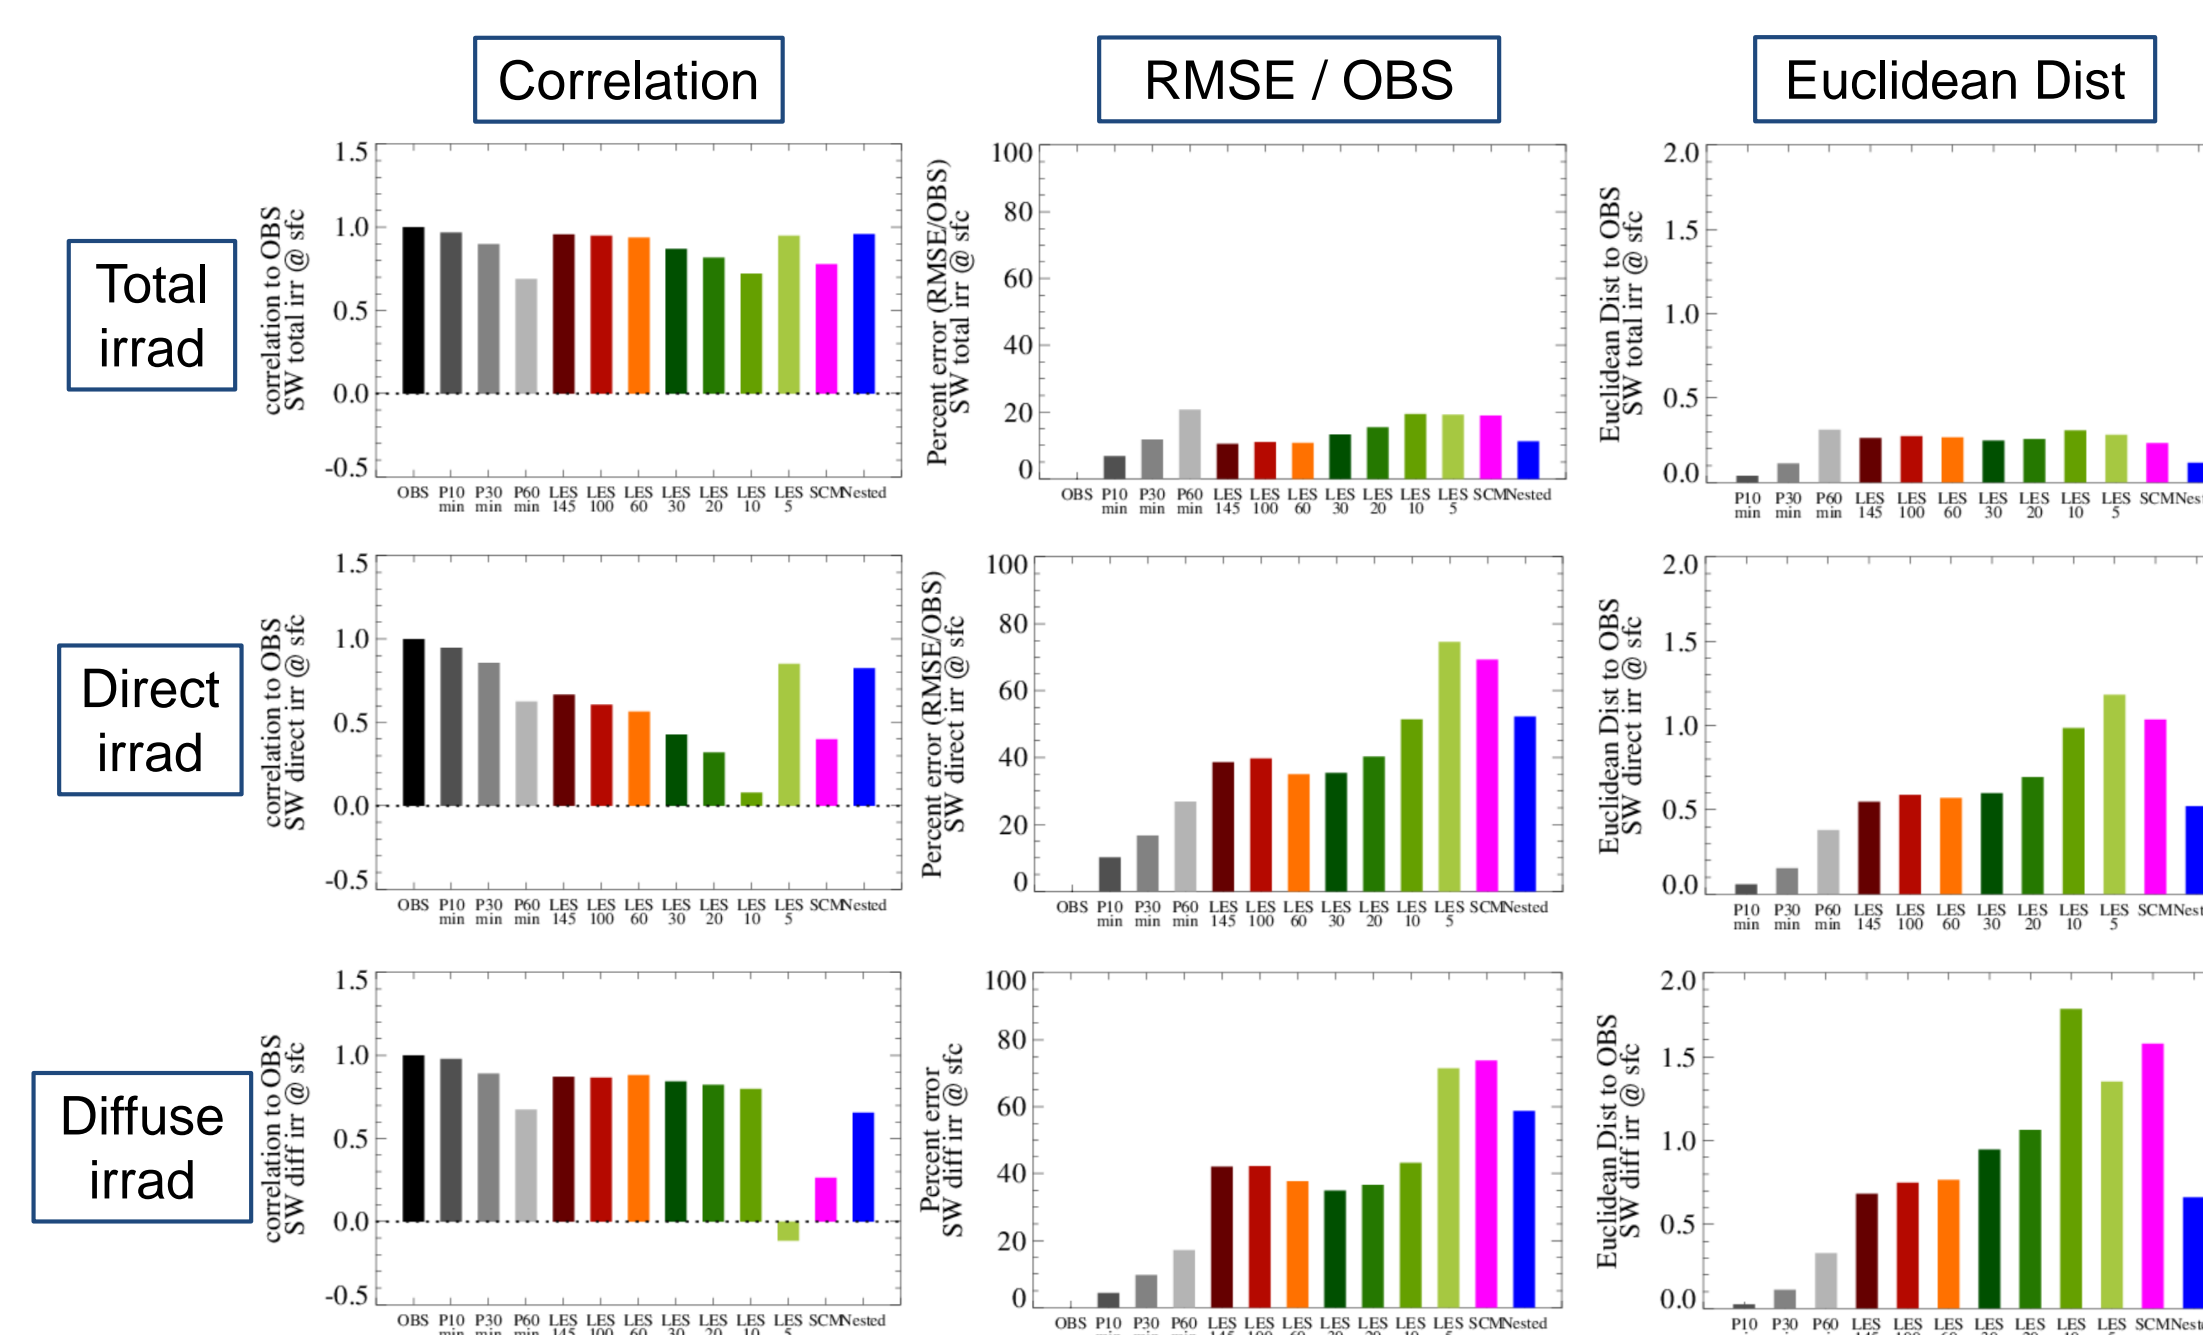 Correlation
RMSE / OBS
Euclidean Dist
Total
irrad
correlation to OBS
SW total irr @ sfc
1.5
1.0
0.5
0.0
-0.5
OBS P10 P30 P60 LES LES LES LES LES LES LES SCM Nested
min min min 145 100 60 30 20 10 5
Percent error (RMSE/OBS)
SW total irr @ sfc
100
80
60
40
20
0
OBS P10 P30 P60 LES LES LES LES LES LES LES SCM Nested
min min min 145 100 60 30 20 10 5
Euclidean Dist to OBS
SW total irr @ sfc
2.0
1.5
1.0
0.5
0.0
P10 P30 P60 LES LES LES LES LES LES LES SCM Nest
min min min 145 100 60 30 20 10 5
Direct
irrad
correlation to OBS
SW direct irr @ sfc
1.5
1.0
0.5
0.0
-0.5
OBS P10 P30 P60 LES LES LES LES LES LES LES SCM Nested
min min min 145 100 60 30 20 10 5
Percent error (RMSE/OBS)
SW direct irr @ sfc
100
80
60
40
20
0
OBS P10 P30 P60 LES LES LES LES LES LES LES SCM Nested
min min min 145 100 60 30 20 10 5
Euclidean Dist to OBS
SW direct irr @ sfc
2.0
1.5
1.0
0.5
0.0
P10 P30 P60 LES LES LES LES LES LES LES SCM Nest
min min min 145 100 60 30 20 10 5
Diffuse
irrad
correlation to OBS
SW diff irr @ sfc
1.5
1.0
0.5
0.0
-0.5
OBS P10 P30 P60 LES LES LES LES LES LES LES SCM Nested
min min min 145 100 60 30 20 10 5
Percent error
SW diff irr @ sfc
100
80
60
40
20
0
OBS P10 P30 P60 LES LES LES LES LES LES LES SCM Nested
Euclidean Dist to OBS
SW diff irr @ sfc
2.0
1.5
1.0
0.5
0.0
P10 P30 P60 LES LES LES LES LES LES LES SCM Nest